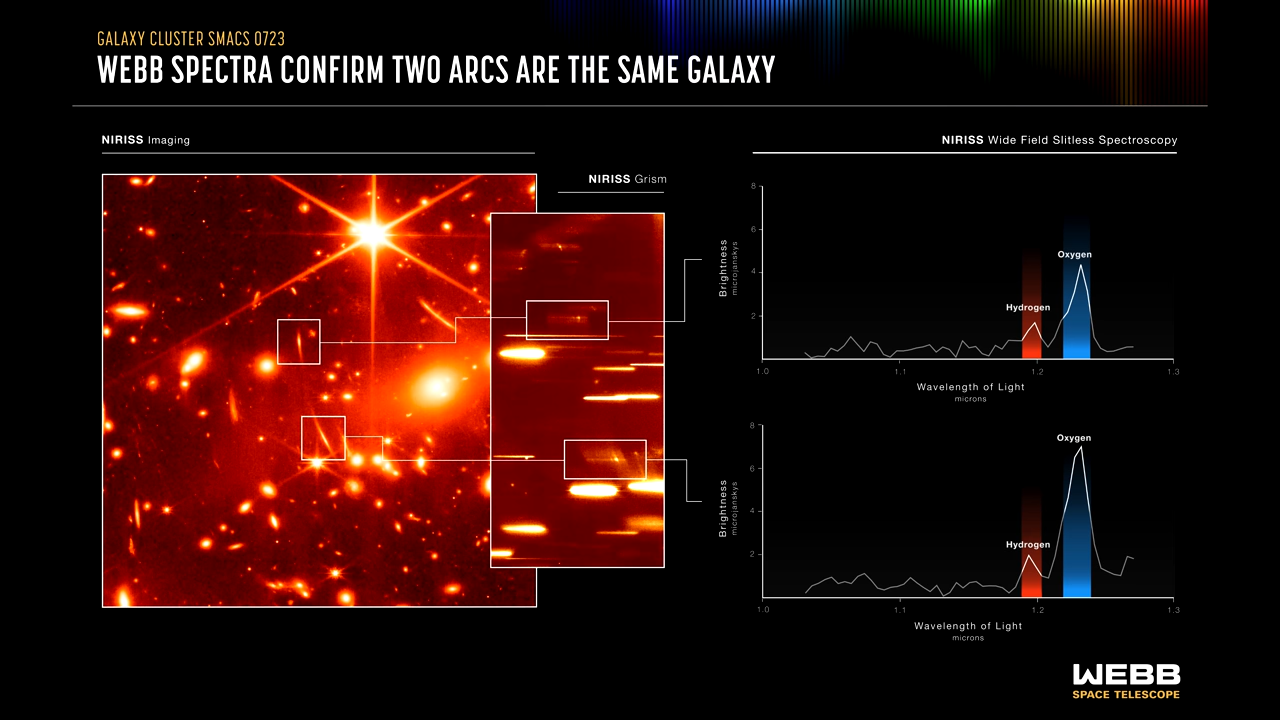 GALAXY CLUSTER SMACS 0723
WEBB SPECTRA CONFIRM TWO ARCS ARE THE SAME GALAXY
NIRISS Imaging
NIRISS Grism
NIRISS Wide Field Slitless Spectroscopy
8
6
4
2
Brightness
microjanskys
Oxygen
Hydrogen
1.0
1.1
1.2
1.3
Wavelength of Light
microns
8
6
4
2
Brightness
microjanskys
Oxygen
Hydrogen
1.0
1.1
1.2
1.3
Wavelength of Light
microns
WEBB
SPACE TELESCOPE